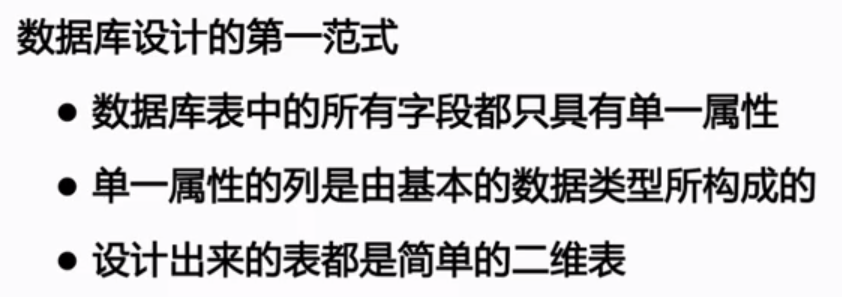 数据库设计的第一范式
● 数据库表中的所有字段都只具有单一属性
● 单一属性的列是由基本的数据类型所构成的
● 设计出来的表都是简单的二维表